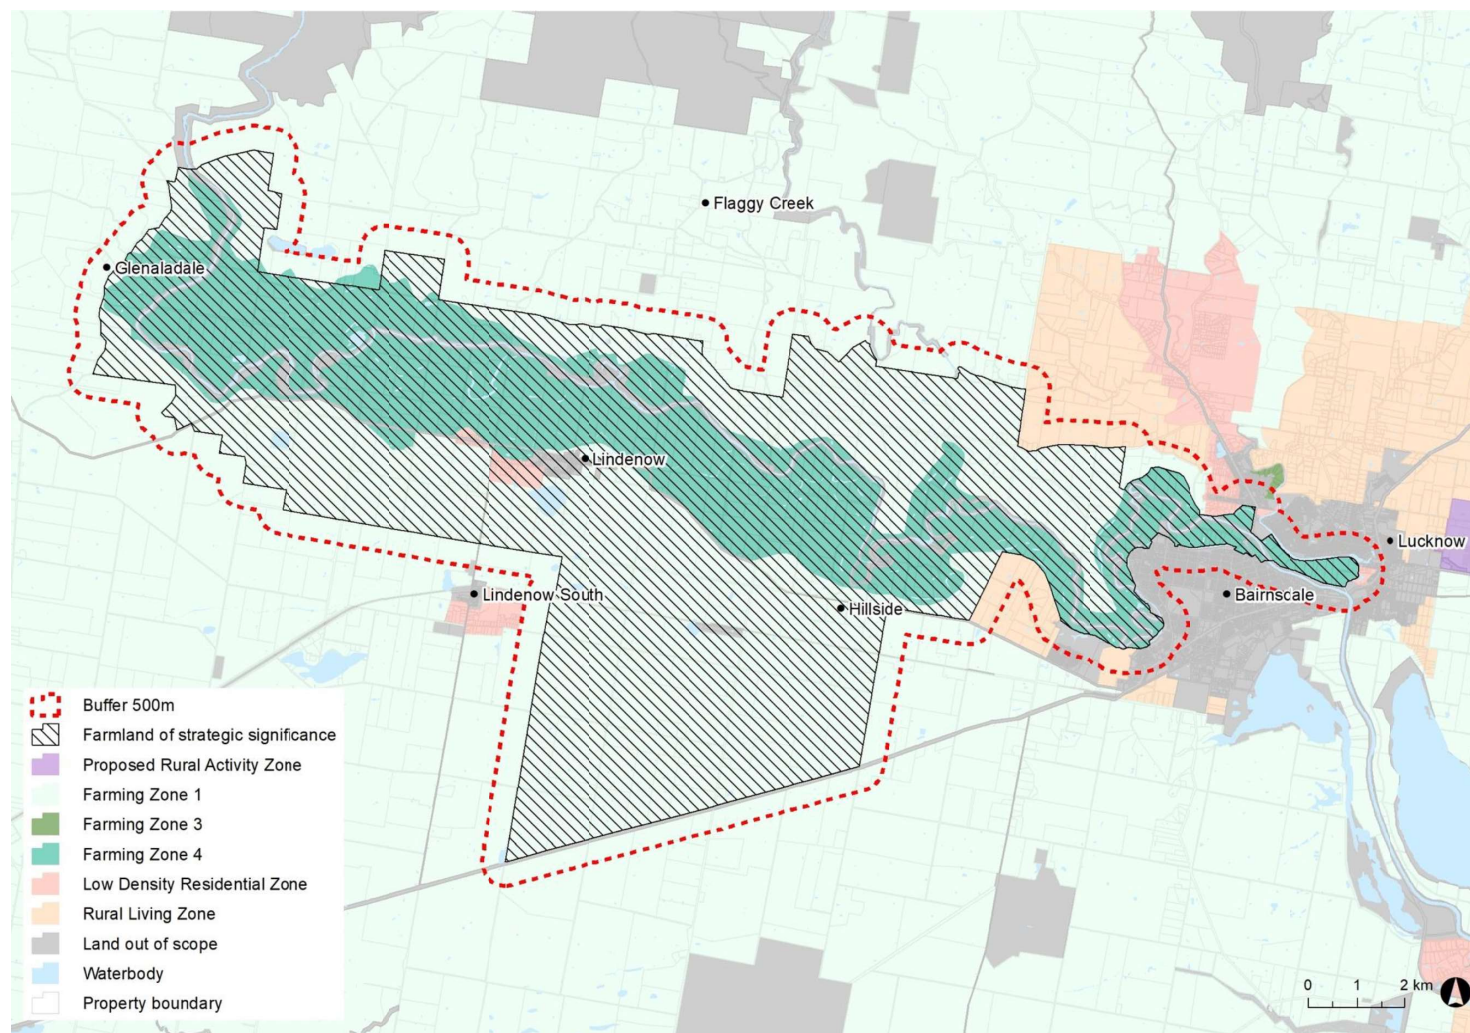 Flaggy Creek
Glenaladale
Lindenow
Lucknow
Lindenow South
Hillside
Bairnscale
Buffer 500m
Farmland of strategic significance
Proposed Rural Activity Zone
Farming Zone 1
Farming Zone 3
Farming Zone 4
Low Density Residential Zone
Rural Living Zone
Land out of scope
Waterbody
Property boundary
0 1 2 km